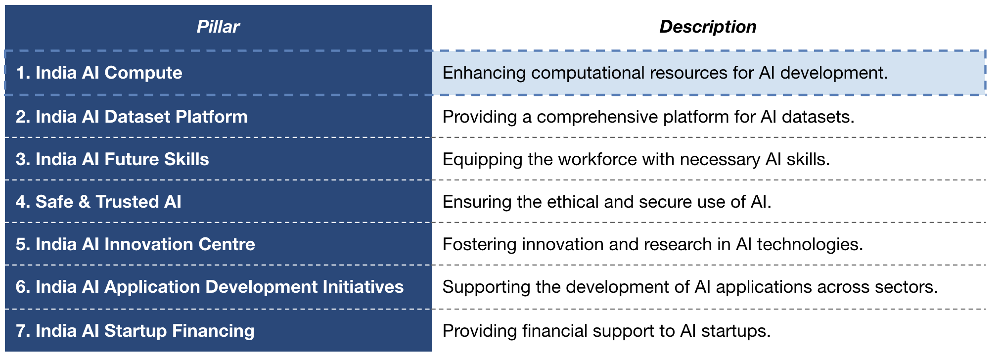 Pillar Description
1. India AI Compute Enhancing computational resources for AI development.
2. India AI Dataset Platform Providing a comprehensive platform for AI datasets.
3. India AI Future Skills Equipping the workforce with necessary AI skills.
4. Safe & Trusted AI Ensuring the ethical and secure use of AI.
5. India AI Innovation Centre Fostering innovation and research in AI technologies.
6. India AI Application Development Initiatives Supporting the development of AI applications across sectors.
7. India AI Startup Financing Providing financial support to AI startups.